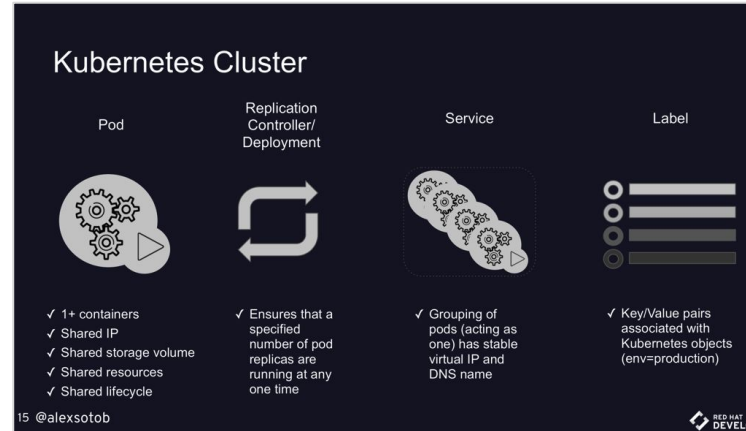 Kubernetes Cluster
Pod
Replication
Controller/
Deployment
Service
Label
✓ 1+ containers
✓ Shared IP
✓ Shared storage volume
✓ Shared resources
✓ Shared lifecycle
✓ Ensures that a
specified
number of pod
replicas are
running at any
one time
✓ Grouping of
pods (acting as
one) has stable
virtual IP and
DNS name
✓ Key/Value pairs
associated with
Kubernetes objects
(env=production)
15 @alexsotob
RED HAT
DEVEL